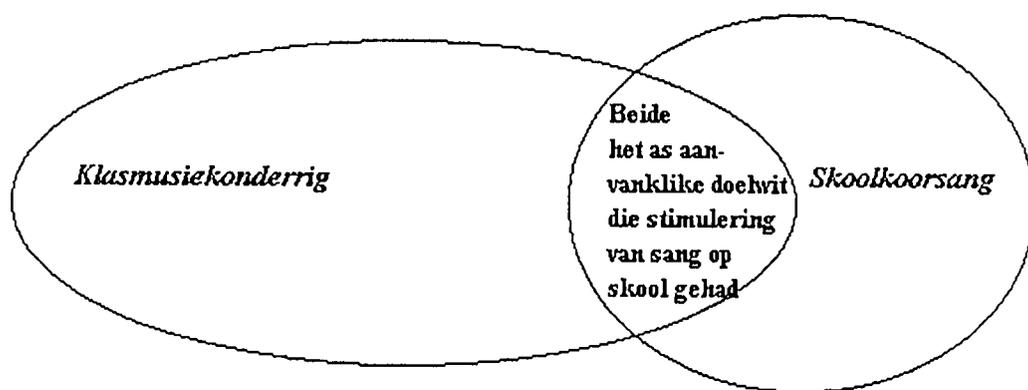 Klasmusiekonderrig
Beide
het as aan-
vanklike doelwit
die stimulering
van sang op
skool gehad
Skoolkoorsang